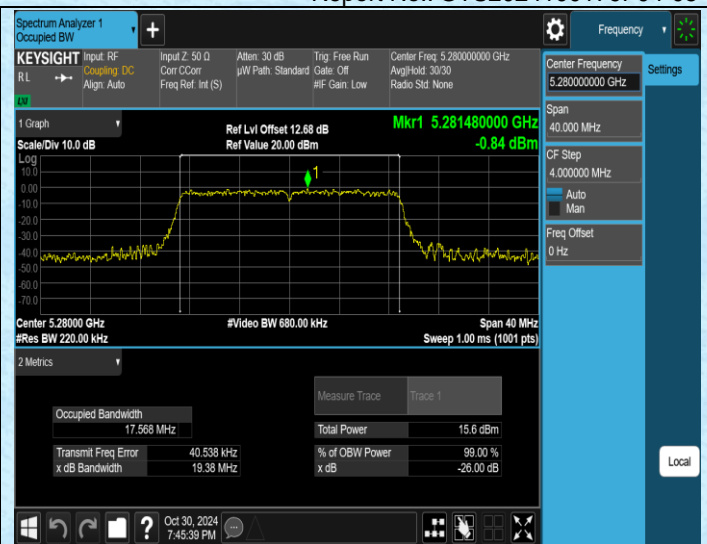 Spectrum Analyzer 1
Occupied BW
+
Frequency
KEYSIGHT
Input: RF
Coupling: DC
Align: Auto
Input Z: 50 Ω
Corr CCorr
Freq Ref: Int (S)
Atten: 30 dB
µW Path: Standard
Trig: Free Run
Gate: Off
#IF Gain: Low
Center Freq: 5.280000000 GHz
Avg|Hold: 30/30
Radio Std: None
RL
Center Frequency
5.280000000 GHz
Settings
Span
40.000 MHz
CF Step
4.000000 MHz
Auto
Man
Freq Offset
0 Hz
1 Graph
Scale/Div 10.0 dB
Ref Lvl Offset 12.68 dB
Ref Value 20.00 dBm
Mkr1 5.281480000 GHz
-0.84 dBm
Log
10.0
0.00
-10.0
-20.0
-30.0
-40.0
-50.0
-60.0
-70.0
1
Center 5.28000 GHz
#Res BW 220.00 kHz
#Video BW 680.00 kHz
Span 40 MHz
Sweep 1.00 ms (1001 pts)
2 Metrics
Measure Trace
Trace 1
Occupied Bandwidth
17.568 MHz
Total Power
15.6 dBm
Transmit Freq Error
40.538 kHz
% of OBW Power
99.00 %
x dB Bandwidth
19.38 MHz
x dB
-26.00 dB
Local
?
Oct 30, 2024
7:45:39 PM